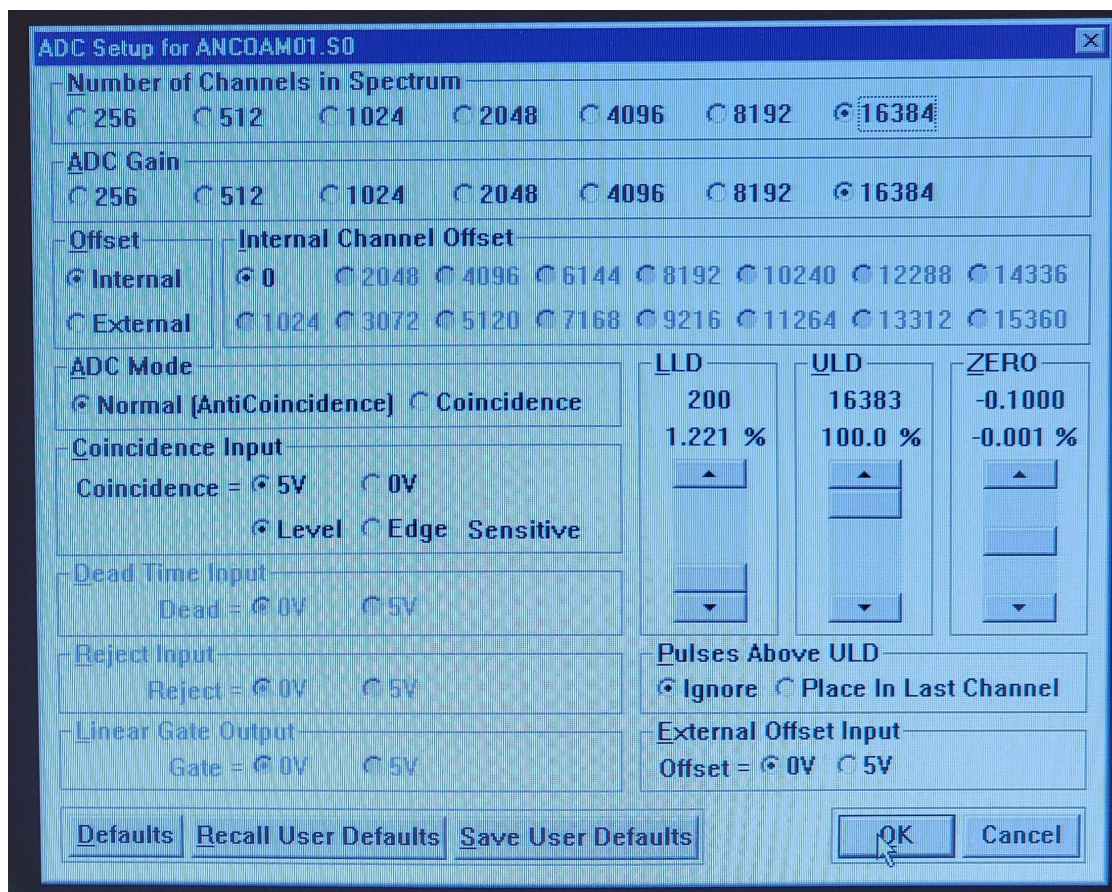 ADC Setup for ANCOAM01.S0
Number of Channels in Spectrum
256 512 1024 2048 4096 8192 16384
ADC Gain
256 512 1024 2048 4096 8192 16384
Offset
Internal
External
Internal Channel Offset
0 2048 4096 6144 8192 10240 12288 14336
1024 3072 5120 7168 9216 11264 13312 15360
ADC Mode
Normal (AntiCoincidence) Coincidence
Coincidence Input
Coincidence = 5V 0V
Level Edge Sensitive
Dead Time Input
Dead = 0V 5V
Reject Input
Reject = 0V 5V
Linear Gate Output
Gate = 0V 5V
LLD
200
1.221 %
ULD
16383
100.0 %
ZERO
-0.1000
-0.001 %
Pulses Above ULD
Ignore Place In Last Channel
External Offset Input
Offset = 0V 5V
Defaults Recall User Defaults Save User Defaults
OK Cancel